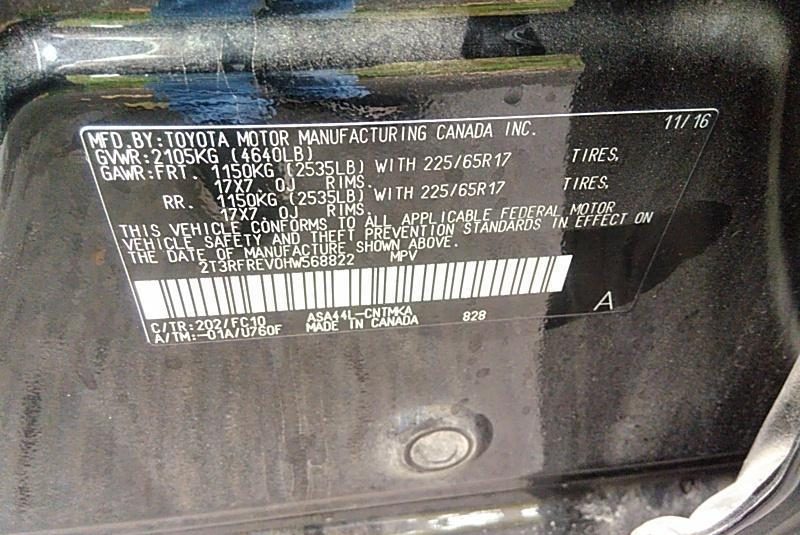 MFD. BY: TOYOTA MOTOR MANUFACTURING CANADA INC. 11/16
GVWR: 2105KG (4640LB)
GAWR: FRT. 1150KG (2535LB) WITH 225/65R17 TIRES,
17X7.0J RIMS.
RR. 1150KG (2535LB) WITH 225/65R17 TIRES,
17X7.0J RIMS.
THIS VEHICLE CONFORMS TO ALL APPLICABLE FEDERAL MOTOR
VEHICLE SAFETY AND THEFT PREVENTION STANDARDS IN EFFECT ON
THE DATE OF MANUFACTURE SHOWN ABOVE.
2T3RFREV0HW568822 MPV
A
C/TR: 202/FC10 ASA44L-CNTMKA 828
A/TM: -01A/U760F MADE IN CANADA